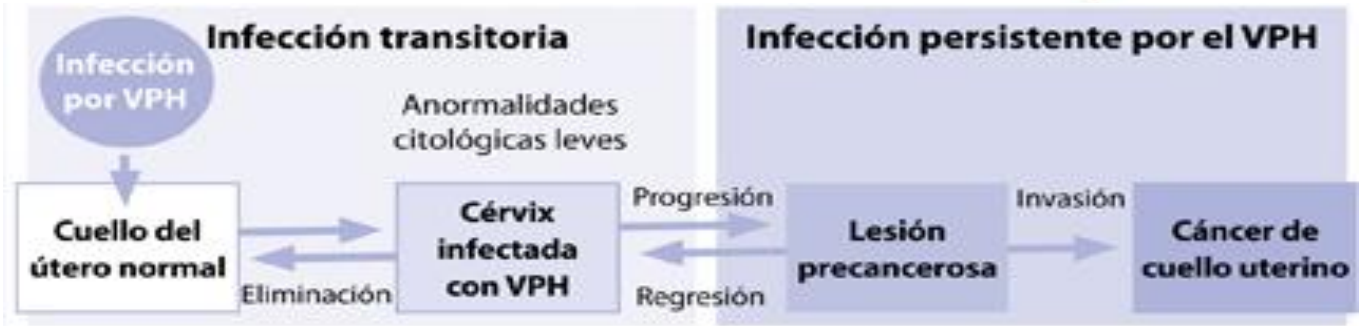 Infección transitoria
Infección persistente por el VPH
Infección
por VPH
Anormalidades
citológicas leves
Cuello del
útero normal
Eliminación
Cérvix
infectada
con VPH
Progresión
Regresión
Lesión
precancerosa
Invasión
Cáncer de
cuello uterino